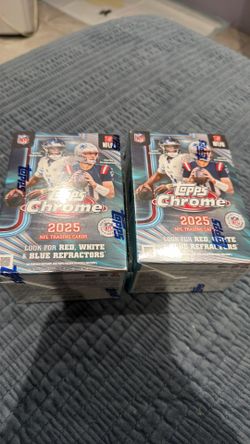 NFL
Topps
Chrome
2025
NFL TRADING CARDS
LOOK FOR RED, WHITE
& BLUE REFRACTORS
NFL
Topps
Chrome
2025
NFL TRADING CARDS
LOOK FOR RED, WHITE
& BLUE REFRACTORS